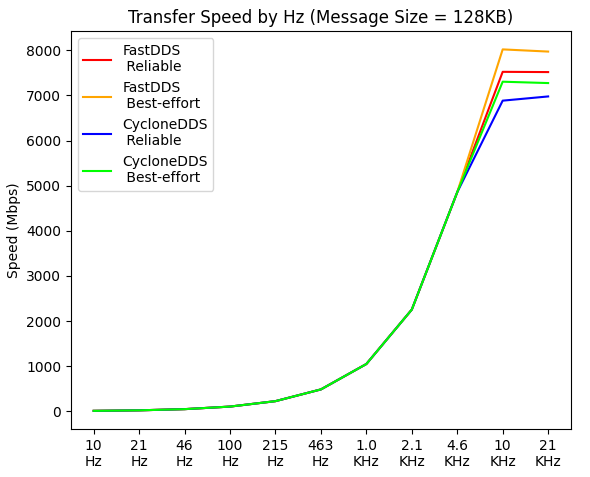 Transfer Speed by Hz (Message Size = 128KB)
FastDDS
Reliable
FastDDS
Best-effort
CycloneDDS
Reliable
CycloneDDS
Best-effort
Speed (Mbps)
8000
7000
6000
5000
4000
3000
2000
1000
0
10 21 46 100 215 463 1.0 2.1 4.6 10 21
Hz Hz Hz Hz Hz Hz KHz KHz KHz KHz KHz